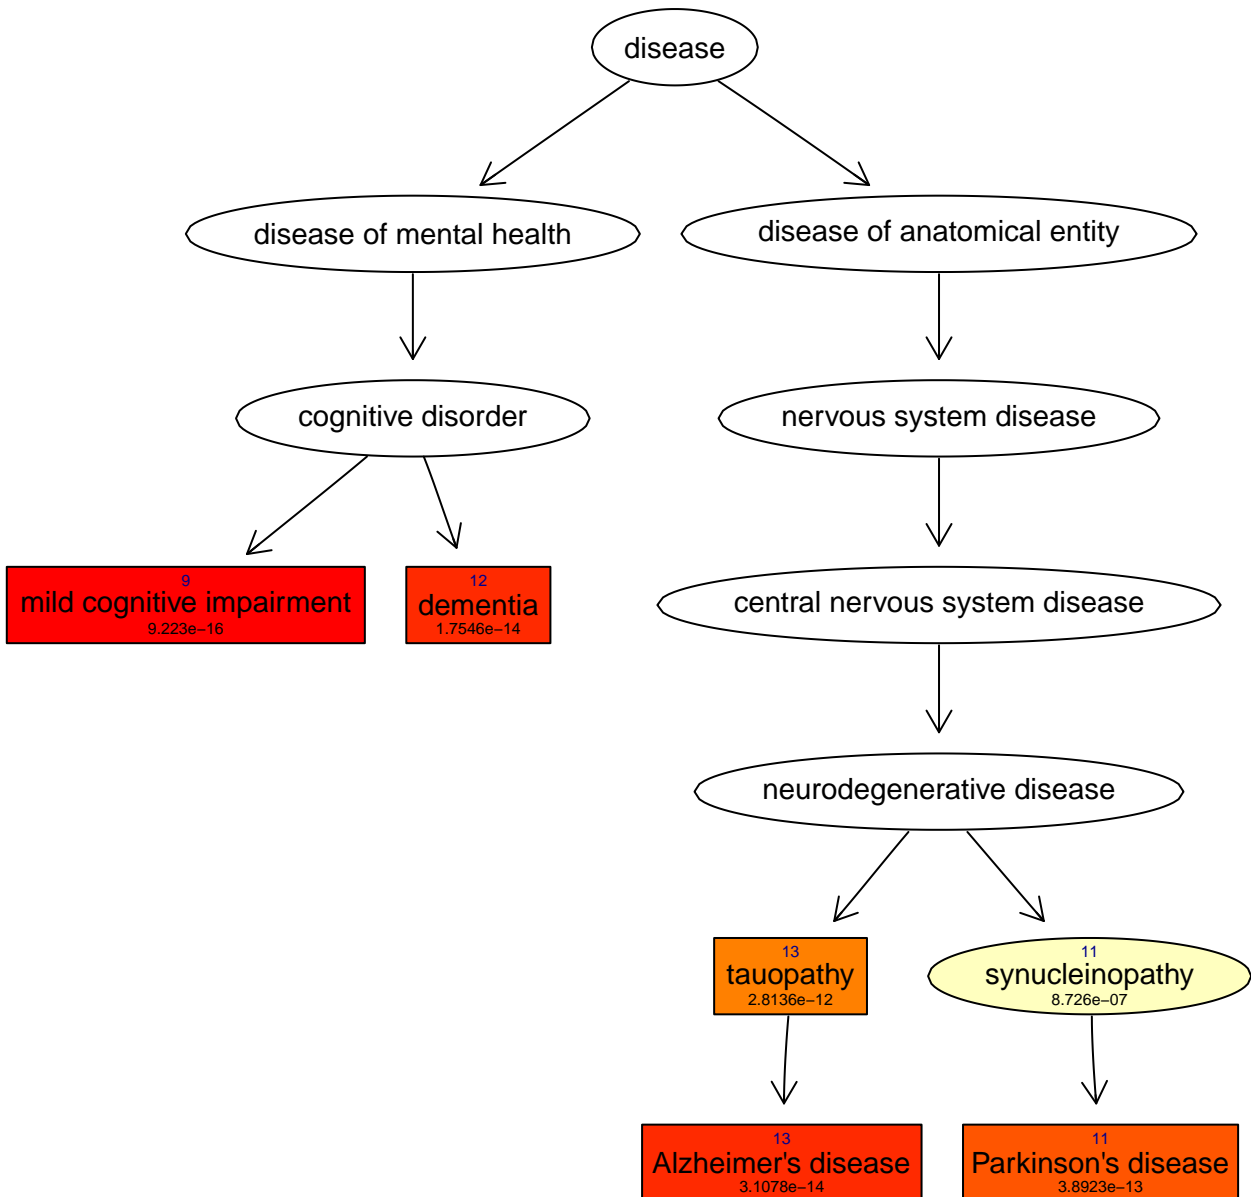 disease
disease of mental health
disease of anatomical entity
cognitive disorder
nervous system disease
9
mild cognitive impairment
9.223e−16
12
dementia
1.7546e−14
central nervous system disease
neurodegenerative disease
13
tauopathy
2.8136e−12
11
synucleinopathy
8.726e−07
13
Alzheimer's disease
3.1078e−14
11
Parkinson's disease
3.8923e−13